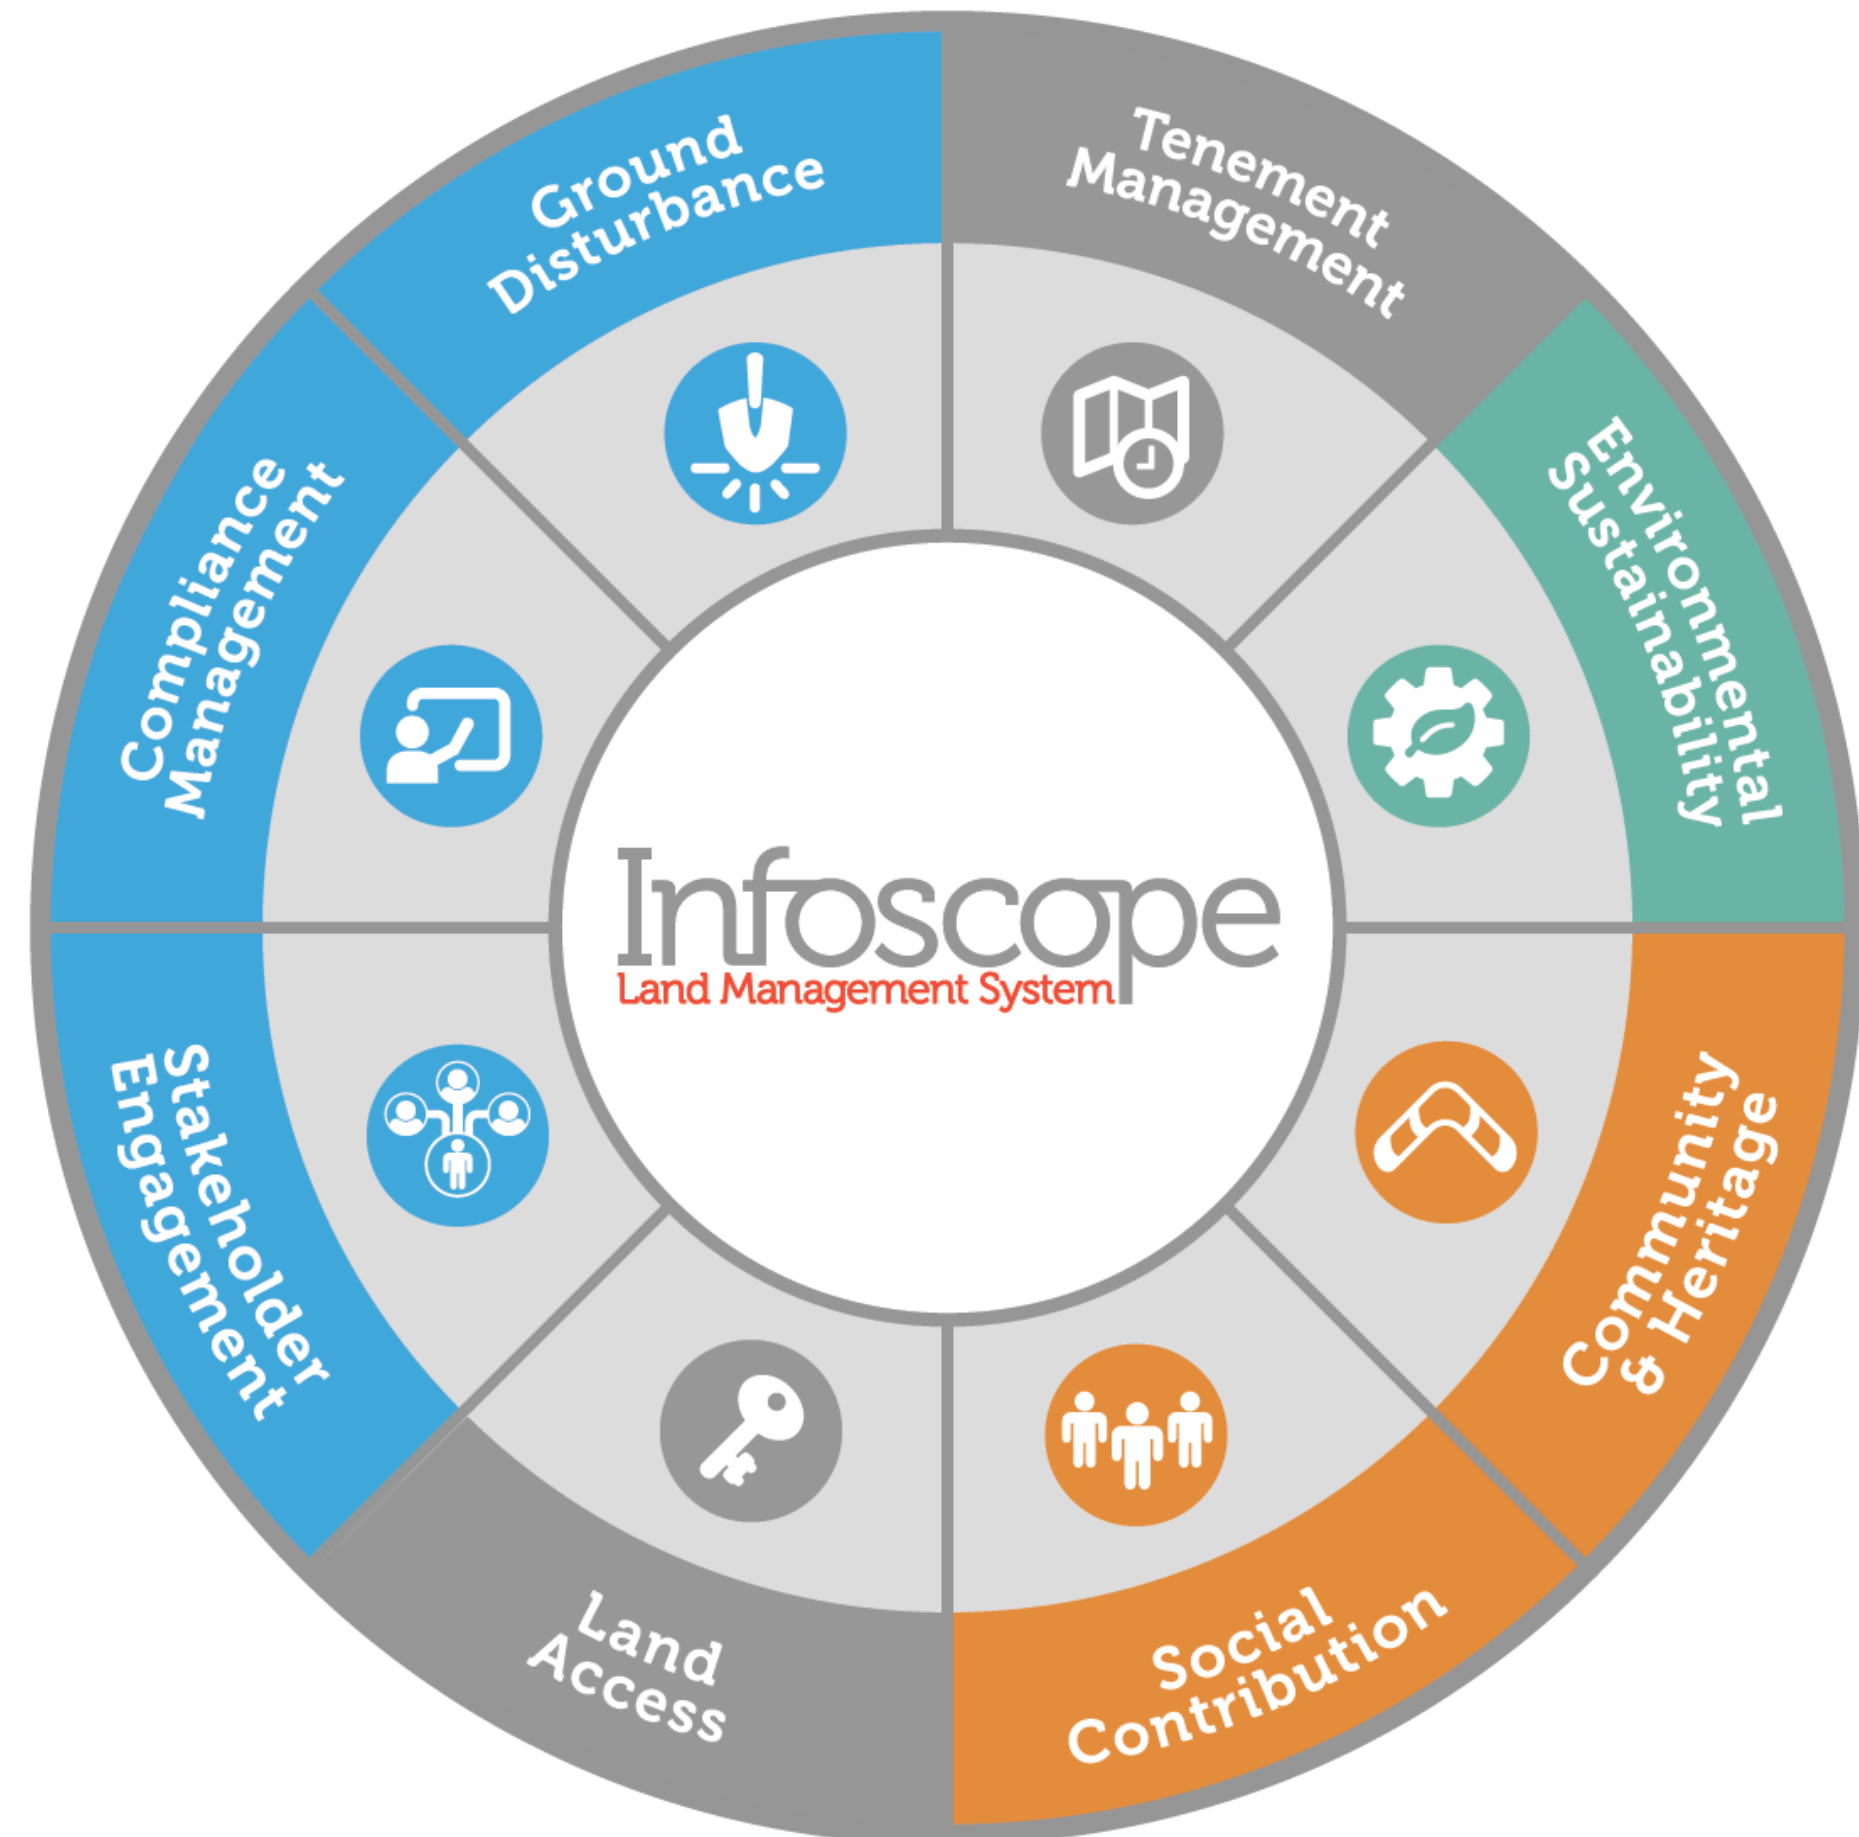 Ground
Disturbance
Tenement
Management
Environmental
Sustainability
Community
& Heritage
Social
Contribution
Land
Access
Stakeholder
Engagement
Compliance
Management
Infoscope
Land Management System